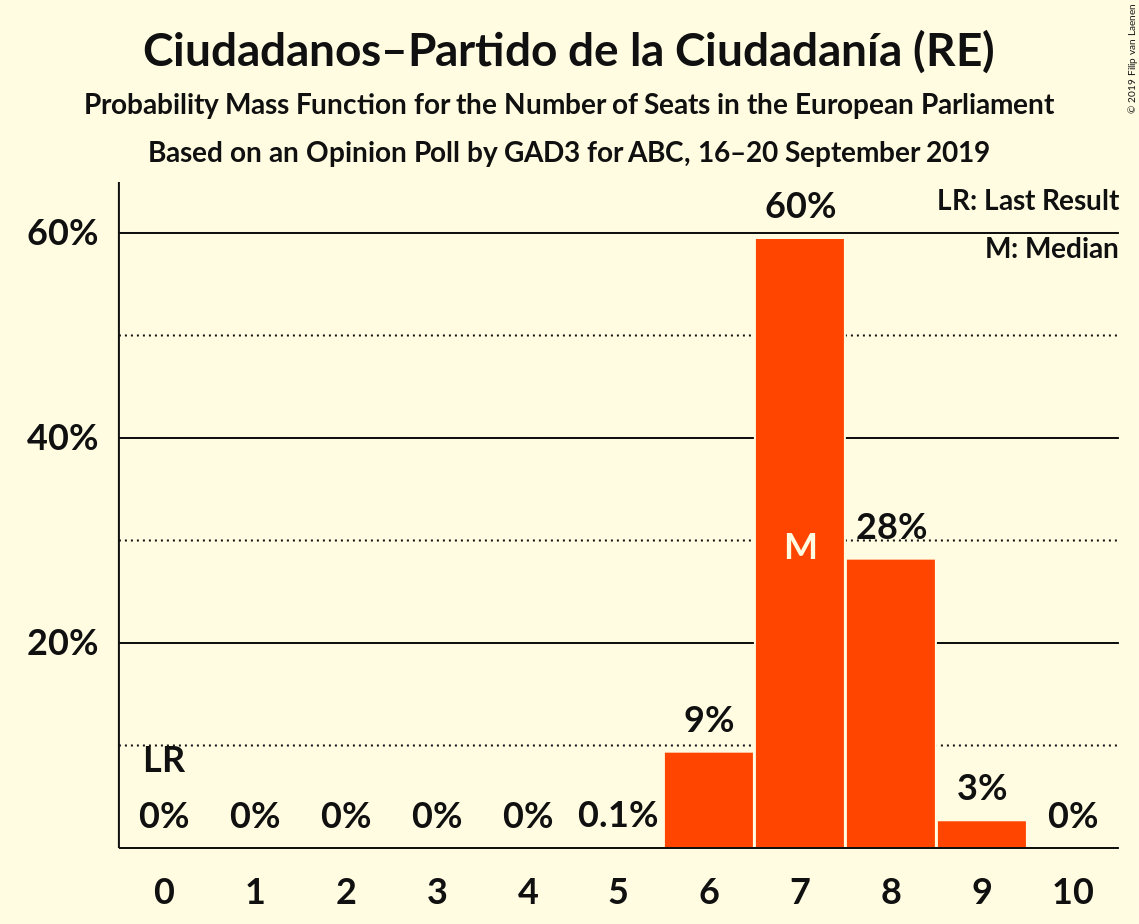 Ciudadanos–Partido de la Ciudadanía (RE)
Probability Mass Function for the Number of Seats in the European Parliament
Based on an Opinion Poll by GAD3 for ABC, 16–20 September 2019
© 2019 Filip van Laenen
LR: Last Result
M: Median
60%
40%
20%
LR
0%
0%
0%
0%
0%
0.1%
9%
60%
M
28%
3%
0%
0 1 2 3 4 5 6 7 8 9 10